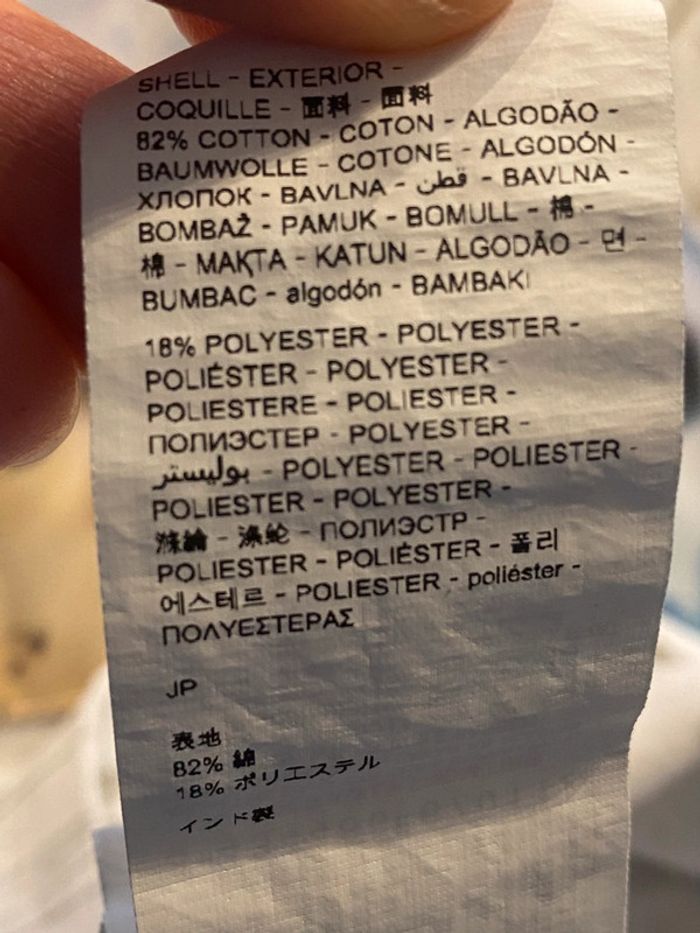 SHELL - EXTERIOR -
COQUILLE - 面料 - 面料
82% COTTON - COTON - ALGODÃO -
BAUMWOLLE - COTONE - ALGODÓN -
ХЛОПОК - BAVLNA - قطن - BAVLNA -
BOMBAŽ - PAMUK - BOMULL - 棉 -
棉 - МАҚТА - KATUN - ALGODÃO - 면 -
BUMBAC - algodón - BAMBAKI
18% POLYESTER - POLYESTER -
POLIÉSTER - POLYESTER -
POLIESTERE - POLIESTER -
ПОЛИЭСТЕР - POLYESTER -
بوليستر - POLYESTER - POLIESTER -
POLIESTER - POLYESTER -
滌綸 - 涤纶 - ПОЛИЭСТР -
POLIESTER - POLIÉSTER - 폴리
에스테르 - POLIESTER - poliéster -
ΠΟΛΥΕΣΤΕΡΑΣ
JP
表地
82% 綿
18% ポリエステル
インド製